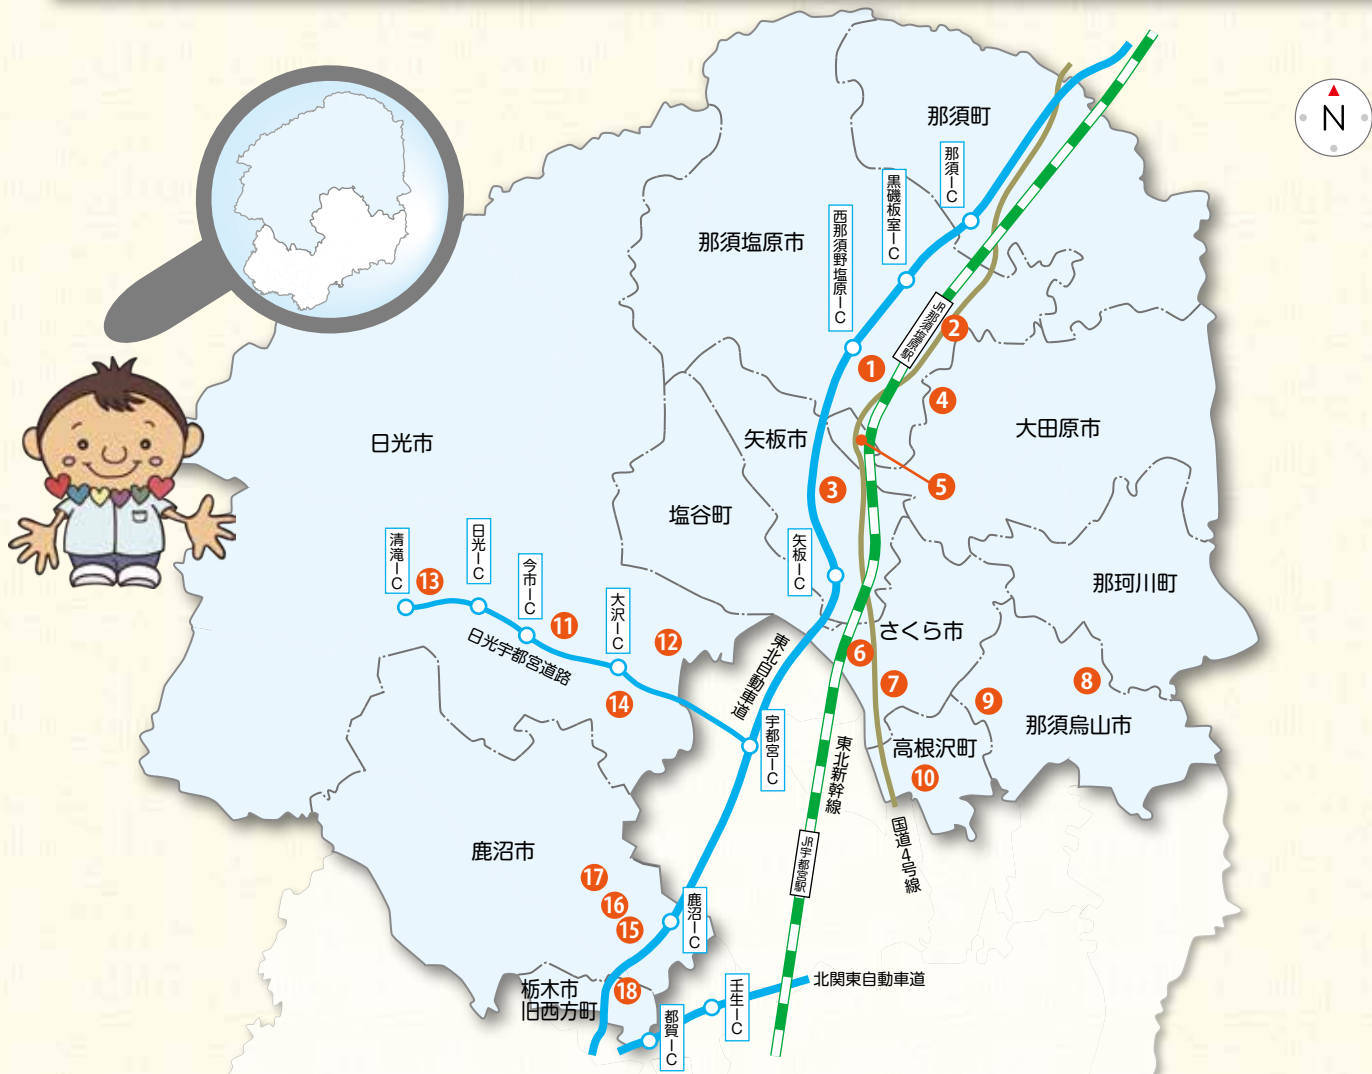 N
那須町
那須IC
黒磯板室IC
西那須野塩原IC
那須塩原市
JR那須塩原駅
2
1
4
大田原市
矢板市
日光市
3
5
塩谷町
矢板IC
那珂川町
清滝IC
日光IC
今市IC
大沢IC
13
11
12
14
日光宇都宮道路
東北自動車道
さくら市
6
7
8
9
那須烏山市
高根沢町
10
宇都宮IC
東北新幹線
国道4号線
JR宇都宮駅
鹿沼市
17
16
15
鹿沼IC
18
栃木市
旧西方町
都賀IC
壬生IC
北関東自動車道